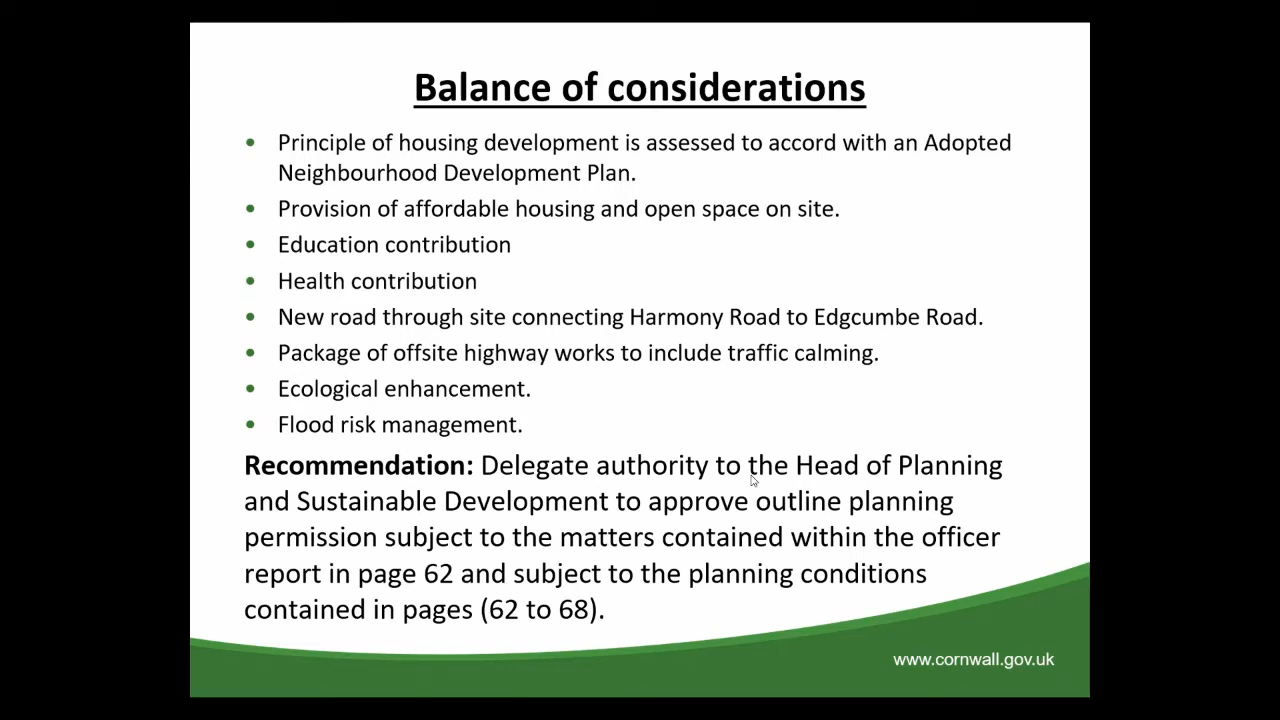 Balance of considerations
• Principle of housing development is assessed to accord with an Adopted
Neighbourhood Development Plan.
• Provision of affordable housing and open space on site.
• Education contribution
• Health contribution
• New road through site connecting Harmony Road to Edgcumbe Road.
• Package of offsite highway works to include traffic calming.
• Ecological enhancement.
• Flood risk management.
Recommendation: Delegate authority to the Head of Planning
and Sustainable Development to approve outline planning
permission subject to the matters contained within the officer
report in page 62 and subject to the planning conditions
contained in pages (62 to 68).
www.cornwall.gov.uk